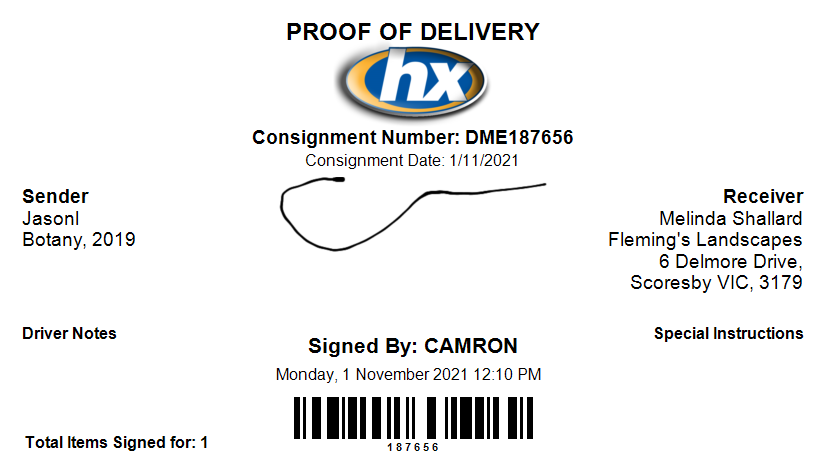 PROOF OF DELIVERY
hx
Consignment Number: DME187656
Consignment Date: 1/11/2021
Sender
JasonI
Botany, 2019
Receiver
Melinda Shallard
Fleming's Landscapes
6 Delmore Drive,
Scoresby VIC, 3179
Driver Notes
Signed By: CAMRON
Monday, 1 November 2021 12:10 PM
Special Instructions
187656
Total Items Signed for: 1